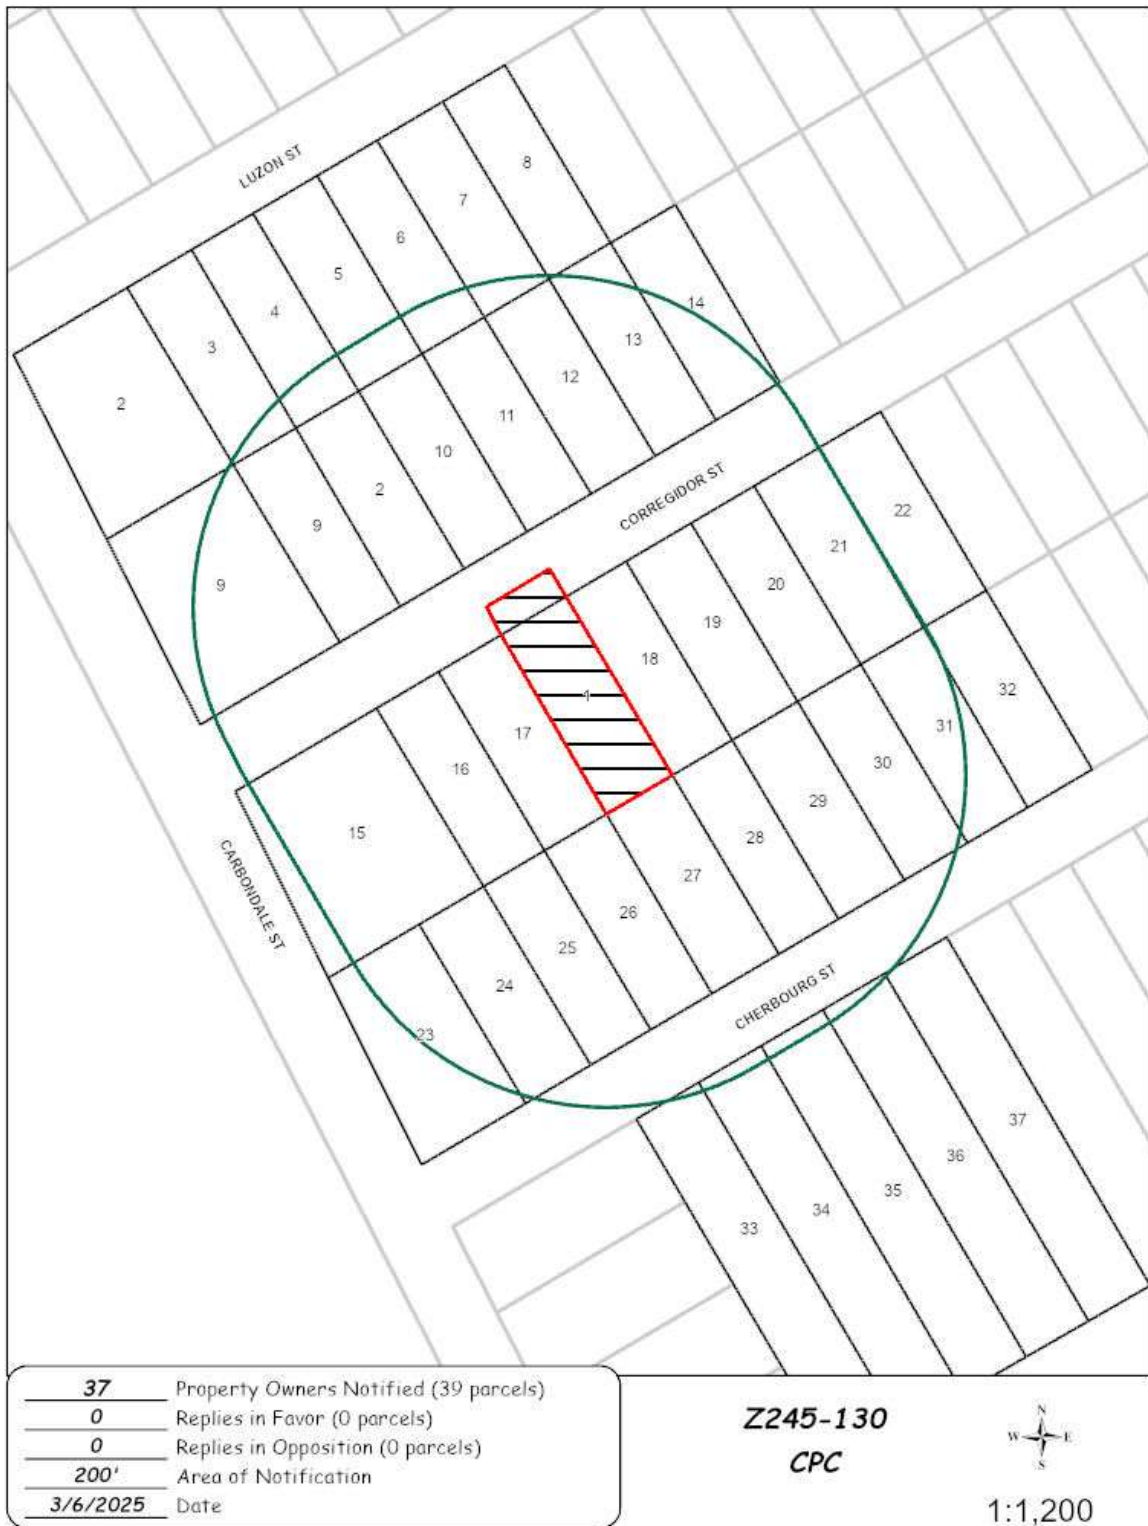 8
LUZON ST
7
6
5
14
4
13
3
12
2
11
10
2
CORREGIDOR ST
22
9
21
9
20
19
18
32
1
31
17
30
16
29
15
28
27
CARBONDALE ST
26
25
24
CHERBOURG ST
23
37
36
35
34
33
37 Property Owners Notified (39 parcels)
0 Replies in Favor (0 parcels)
0 Replies in Opposition (0 parcels)
200' Area of Notification
3/6/2025 Date
Z245-130
CPC
N
W E
S
1:1,200